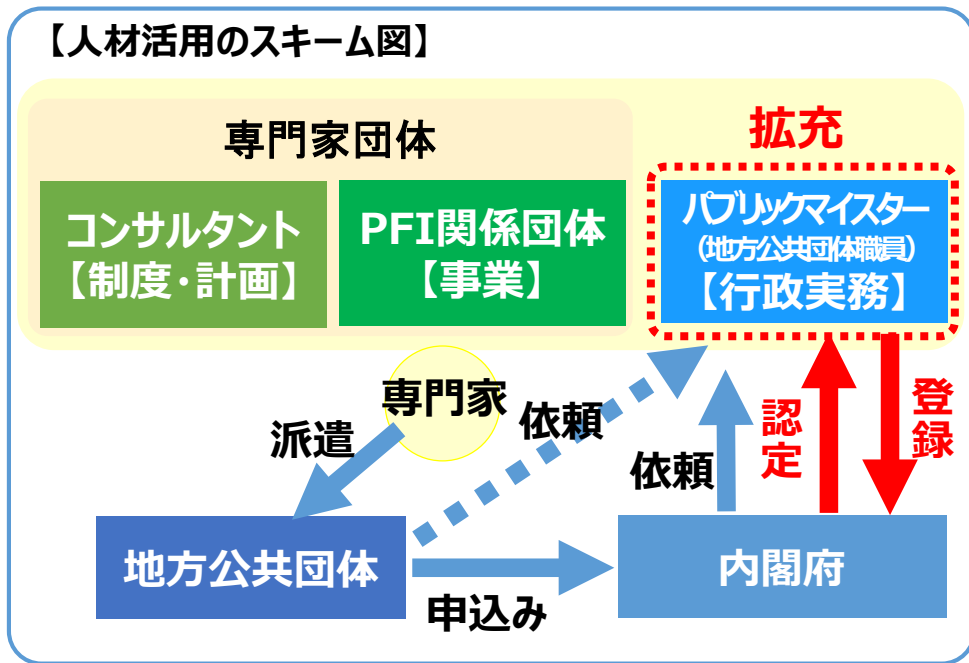 【人材活用のスキーム図】
専門家団体
拡充
コンサルタント
【制度・計画】
PFI関係団体
【事業】
パブリックマイスター
（地方公共団体職員）
【行政実務】
専門家
派遣
依頼
依頼
認定
登録
地方公共団体
申込み
内閣府